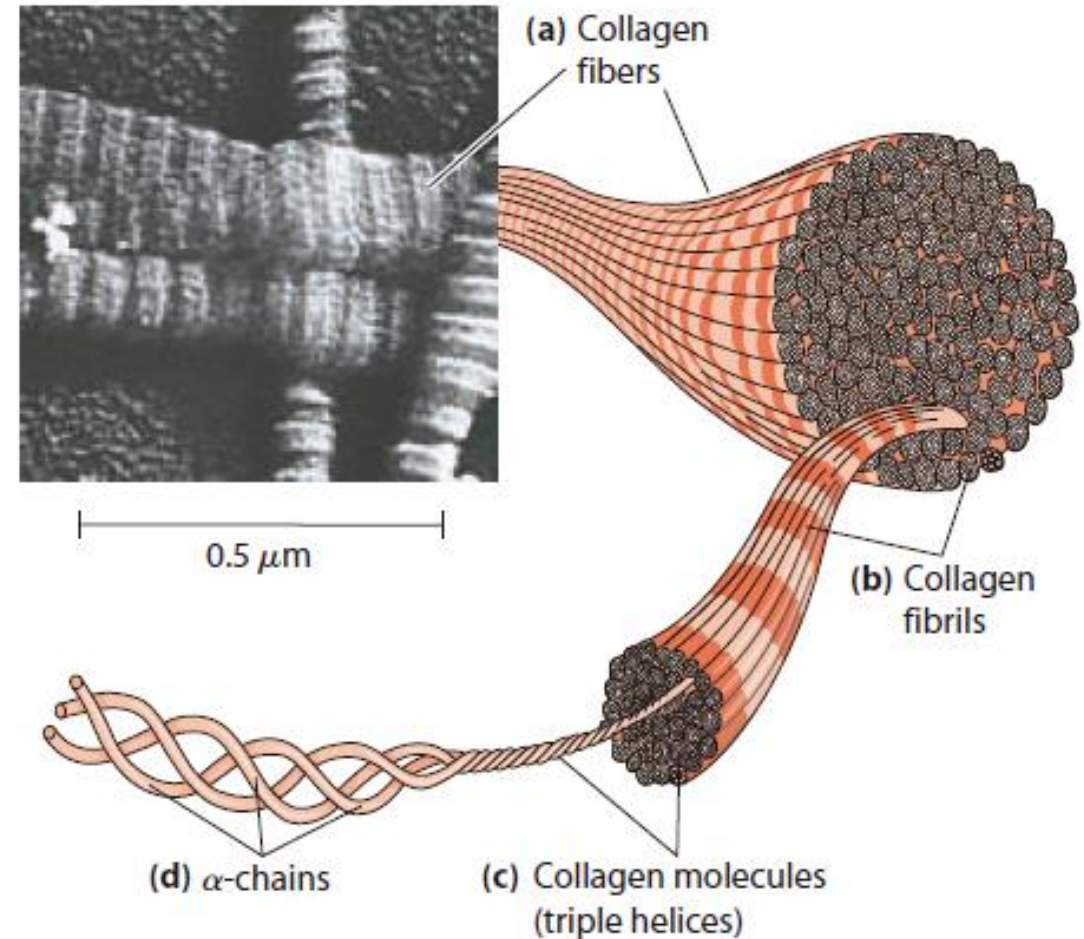 (a) Collagen
fibers
0.5 μm
(b) Collagen
fibrils
(d) α-chains
(c) Collagen molecules
(triple helices)